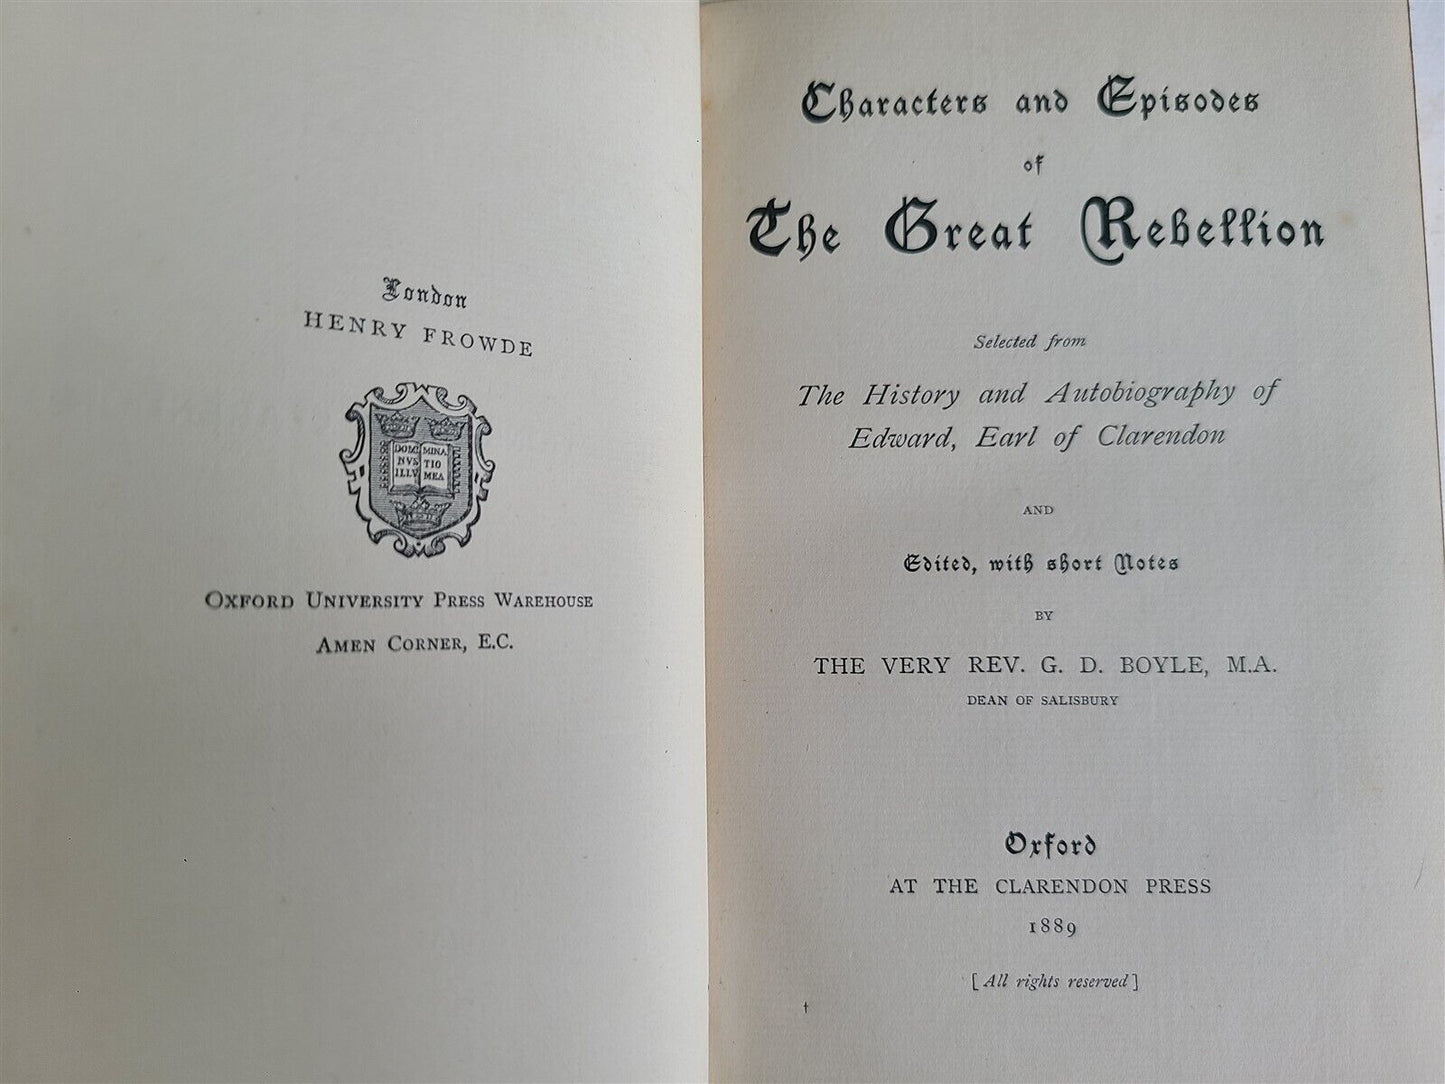 London
HENRY FROWDE
DOMI MINA
NVS TIO
ILLV MEA
OXFORD UNIVERSITY PRESS WAREHOUSE
AMEN CORNER, E.C.
Characters and Episodes
of
The Great Rebellion
Selected from
The History and Autobiography of
Edward, Earl of Clarendon
AND
Edited, with short Notes
BY
THE VERY REV. G. D. BOYLE, M.A.
DEAN OF SALISBURY
Oxford
AT THE CLARENDON PRESS
1889
[ All rights reserved ]
†